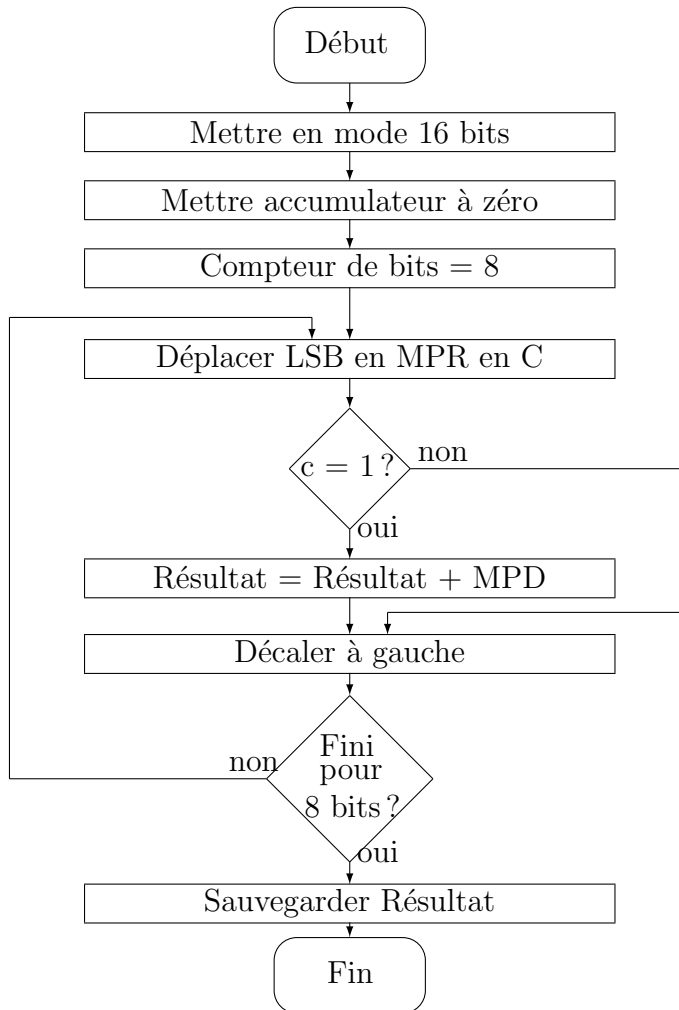 Début
Mettre en mode 16 bits
Mettre accumulateur à zéro
Compteur de bits = 8
Déplacer LSB en MPR en C
c = 1 ?
non
oui
Résultat = Résultat + MPD
Décaler à gauche
Fini
pour
8 bits ?
non
oui
Sauvegarder Résultat
Fin